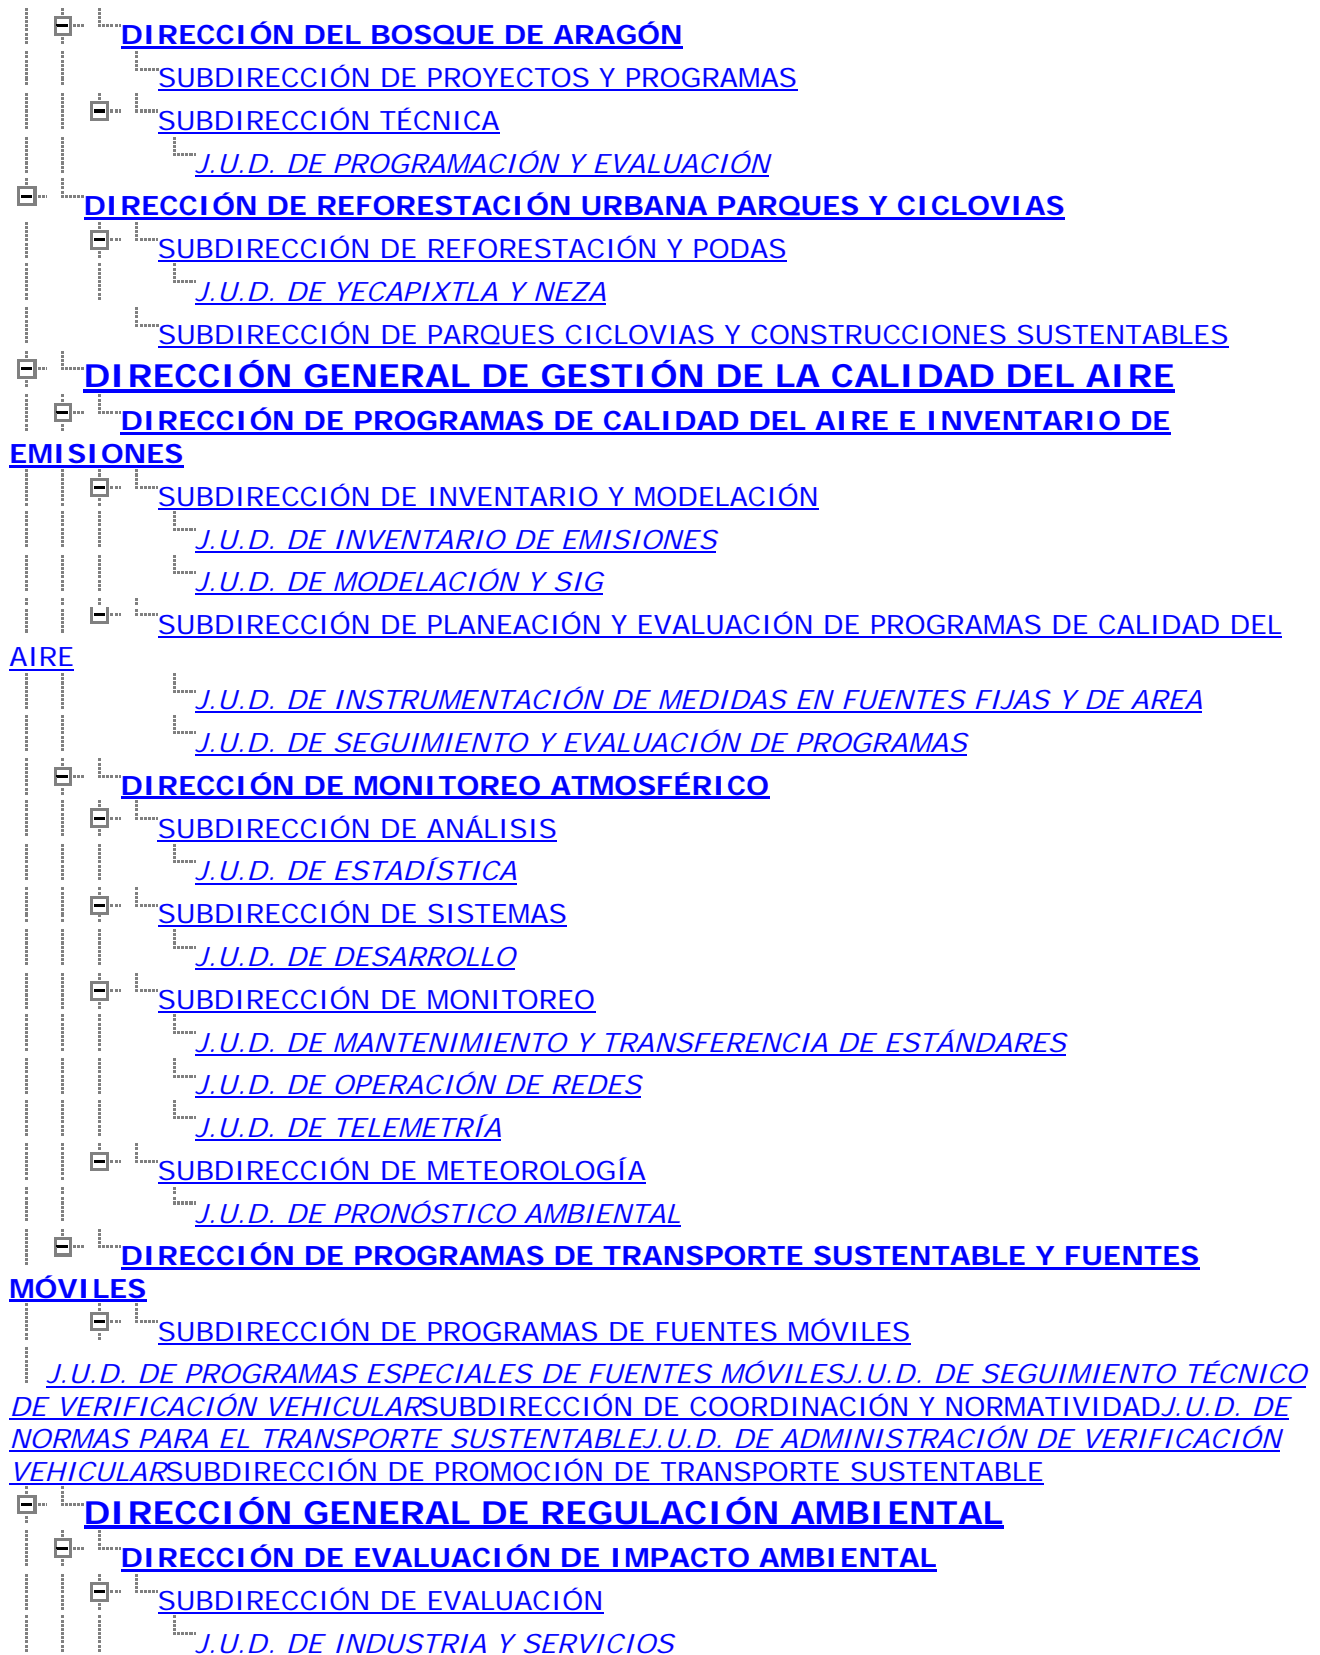 DIRECCIÓN DEL BOSQUE DE ARAGÓN
SUBDIRECCIÓN DE PROYECTOS Y PROGRAMAS
SUBDIRECCIÓN TÉCNICA
J.U.D. DE PROGRAMACIÓN Y EVALUACIÓN
DIRECCIÓN DE REFORESTACIÓN URBANA PARQUES Y CICLOVIAS
SUBDIRECCIÓN DE REFORESTACIÓN Y PODAS
J.U.D. DE YECAPIXTLA Y NEZA
SUBDIRECCIÓN DE PARQUES CICLOVIAS Y CONSTRUCCIONES SUSTENTABLES
DIRECCIÓN GENERAL DE GESTIÓN DE LA CALIDAD DEL AIRE
DIRECCIÓN DE PROGRAMAS DE CALIDAD DEL AIRE E INVENTARIO DE
EMISIONES
SUBDIRECCIÓN DE INVENTARIO Y MODELACIÓN
J.U.D. DE INVENTARIO DE EMISIONES
J.U.D. DE MODELACIÓN Y SIG
SUBDIRECCIÓN DE PLANEACIÓN Y EVALUACIÓN DE PROGRAMAS DE CALIDAD DEL
AIRE
J.U.D. DE INSTRUMENTACIÓN DE MEDIDAS EN FUENTES FIJAS Y DE AREA
J.U.D. DE SEGUIMIENTO Y EVALUACIÓN DE PROGRAMAS
DIRECCIÓN DE MONITOREO ATMOSFÉRICO
SUBDIRECCIÓN DE ANÁLISIS
J.U.D. DE ESTADÍSTICA
SUBDIRECCIÓN DE SISTEMAS
J.U.D. DE DESARROLLO
SUBDIRECCIÓN DE MONITOREO
J.U.D. DE MANTENIMIENTO Y TRANSFERENCIA DE ESTÁNDARES
J.U.D. DE OPERACIÓN DE REDES
J.U.D. DE TELEMETRÍA
SUBDIRECCIÓN DE METEOROLOGÍA
J.U.D. DE PRONÓSTICO AMBIENTAL
DIRECCIÓN DE PROGRAMAS DE TRANSPORTE SUSTENTABLE Y FUENTES
MÓVILES
SUBDIRECCIÓN DE PROGRAMAS DE FUENTES MÓVILES
J.U.D. DE PROGRAMAS ESPECIALES DE FUENTES MÓVILESJ.U.D. DE SEGUIMIENTO TÉCNICO
DE VERIFICACIÓN VEHICULARSUBDIRECCIÓN DE COORDINACIÓN Y NORMATIVIDADJ.U.D. DE
NORMAS PARA EL TRANSPORTE SUSTENTABLEJ.U.D. DE ADMINISTRACIÓN DE VERIFICACIÓN
VEHICULARSUBDIRECCIÓN DE PROMOCIÓN DE TRANSPORTE SUSTENTABLE
DIRECCIÓN GENERAL DE REGULACIÓN AMBIENTAL
DIRECCIÓN DE EVALUACIÓN DE IMPACTO AMBIENTAL
SUBDIRECCIÓN DE EVALUACIÓN
J.U.D. DE INDUSTRIA Y SERVICIOS